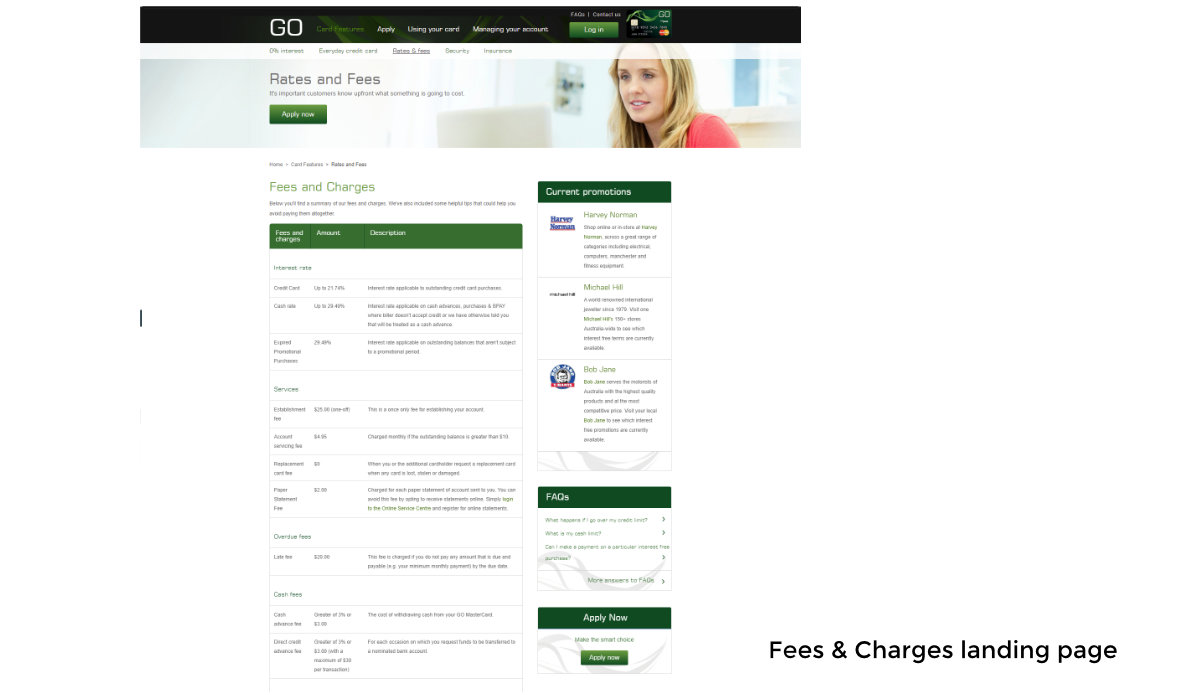 FAQs | Contact us
GO
Card Features Apply Using your card Managing your account
Log in
GO
0% interest Everyday credit card Rates & fees Security Insurance
Rates and Fees
It's important customers know upfront what something is going to cost.
Apply now
Home > Card Features > Rates and Fees
Fees and Charges
Below you'll find a summary of our fees and charges. We've also included some helpful tips that could help you
avoid paying them altogether.
Fees and Amount Description
charges
Interest rate
Credit Card Up to 21.74% Interest rate applicable to outstanding credit card purchases.
Cash rate Up to 29.49% Interest rate applicable on cash advances, purchases & BPAY
where biller doesn't accept credit or we have otherwise told you
that will be treated as a cash advance.
Expired 29.49% Interest rate applicable on outstanding balances that aren't subject
Promotional to a promotional period.
Purchases
Services
Establishment $25.00 (one-off) This is a once only fee for establishing your account
fee
Account $4.95 Charged monthly if the outstanding balance is greater than $10.
servicing fee
Replacement When you or the additional cardholder request a replacement card
card fee when any card is lost, stolen or damaged.
Paper Charged for each paper statement of account sent to you. You can
Statement avoid this fee by opting to receive statements online. Simply login
Fee to the Online Service Centre and register for online statements.
Overdue fees
Late fee This fee is charged if you do not pay any amount that is due and
payable (e.g. your minimum monthly payment) by the due date.
Cash fees
Cash Greater of 3% or The cost of withdrawing cash from your GO MasterCard.
advance fee
Direct credit Greater of 3% or For each occasion on which you request funds to be transferred to
advance fee (with a a nominated bank account.
maximum of $30
per transaction)
Current promotions
Harvey
Norman
Harvey Norman
Shop online or in-store at Harvey
Norman, across a great range of
categories including electrical,
computers, manchester and
fitness equipment.
michael hill
Michael Hill
A world renowned international
jeweller since 1979. Visit one
Michael Hill's 150+ stores
Australia-wide to see which
interest free terms are currently
available.
Bob Jane
Bob Jane serves the motorists of
Australia with the highest quality
products and at the most
competitive price. Visit your local
Bob Jane to see which interest
free promotions are currently
available.
FAQs
What happens if I go over my credit limit? >
What is my cash limit? >
Can I make a payment on a particular interest free
purchase? >
More answers to FAQs >
Apply Now
Make the smart choice
Apply now
Fees & Charges landing page